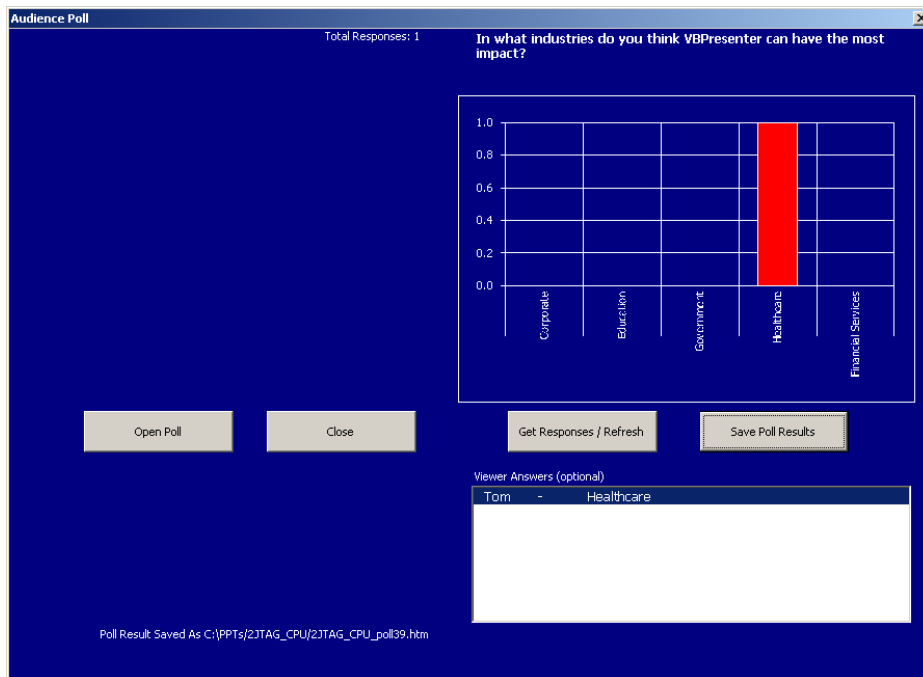 Audience Poll
Total Responses: 1
In what industries do you think VBPresenter can have the most
impact?
1.0
0.8
0.6
0.4
0.2
0.0
Corporate
Education
Government
Healthcare
Financial Services
Open Poll
Close
Get Responses / Refresh
Save Poll Results
Viewer Answers (optional)
Tom - Healthcare
Poll Result Saved As C:\PPTs/2JTAG_CPU/2JTAG_CPU_poll39.htm